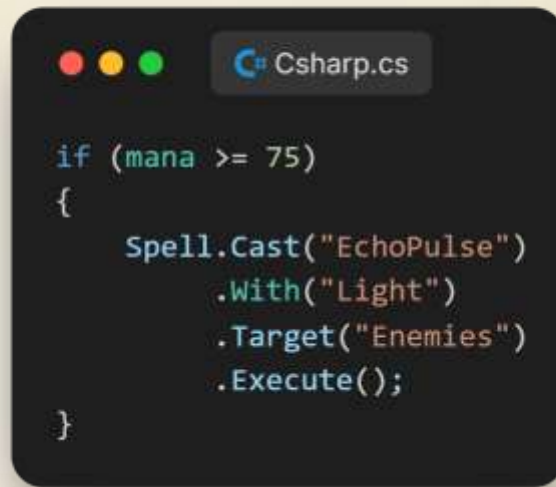 Csharp.cs
if (mana >= 75)
{
    Spell.Cast("EchoPulse")
         .With("Light")
         .Target("Enemies")
         .Execute();
}